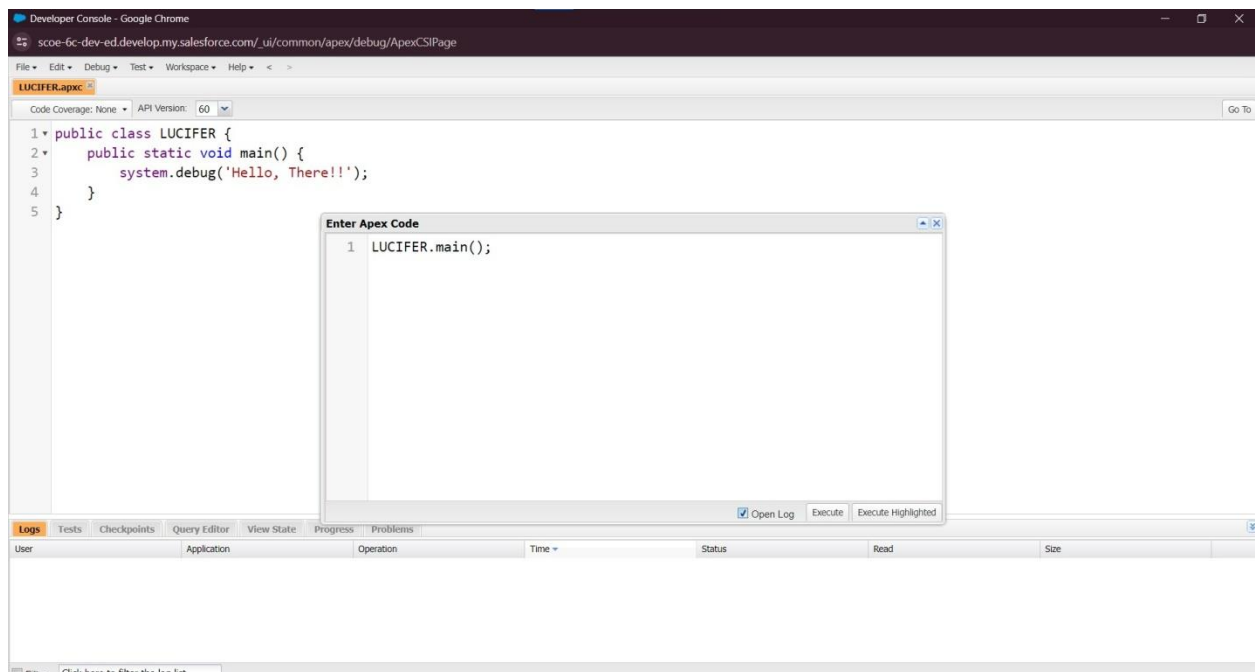 Developer Console - Google Chrome
scoe-6c-dev-ed.develop.my.salesforce.com/_ui/common/apex/debug/ApexCSIPage
File Edit Debug Test Workspace Help < >
LUCIFER.apxc
Code Coverage: None API Version: 60 Go To
1 public class LUCIFER {
2 public static void main() {
3 system.debug('Hello, There!!');
4 }
5 }
Enter Apex Code
1 LUCIFER.main();
Open Log Execute Execute Highlighted
Logs Tests Checkpoints Query Editor View State Progress Problems
User Application Operation Time Status Read Size
Click here to filter the log list